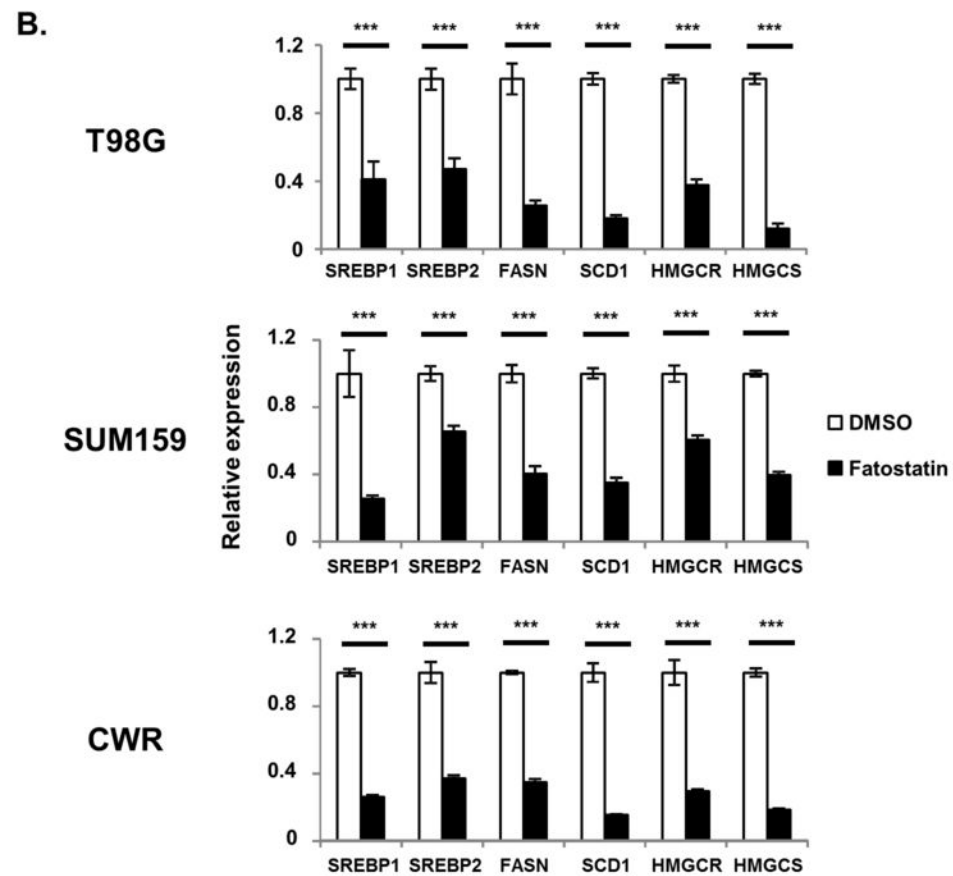 B.
T98G
*** *** *** *** *** ***
1.2
0.8
0.4
0
SREBP1 SREBP2 FASN SCD1 HMGCR HMGCS
SUM159
Relative expression
*** *** *** *** *** ***
1.2
0.8
0.4
0
SREBP1 SREBP2 FASN SCD1 HMGCR HMGCS
DMSO
Fatostatin
CWR
*** *** *** *** *** ***
1.2
0.8
0.4
0
SREBP1 SREBP2 FASN SCD1 HMGCR HMGCS